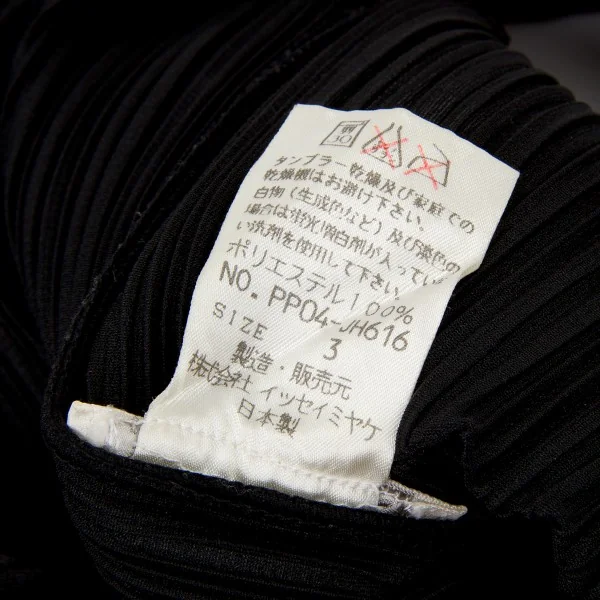 タンブラー乾燥及び家庭での
乾燥機はお避け下さい。
白物(生成色など)及び淡色の
場合は蛍光増白剤が入ってい
い洗剤を使用して下さい。
ポリエステル100%
NO. PP04-JH616
SIZE 3
製造・販売元
株式会社 イッセイミヤケ
日本製